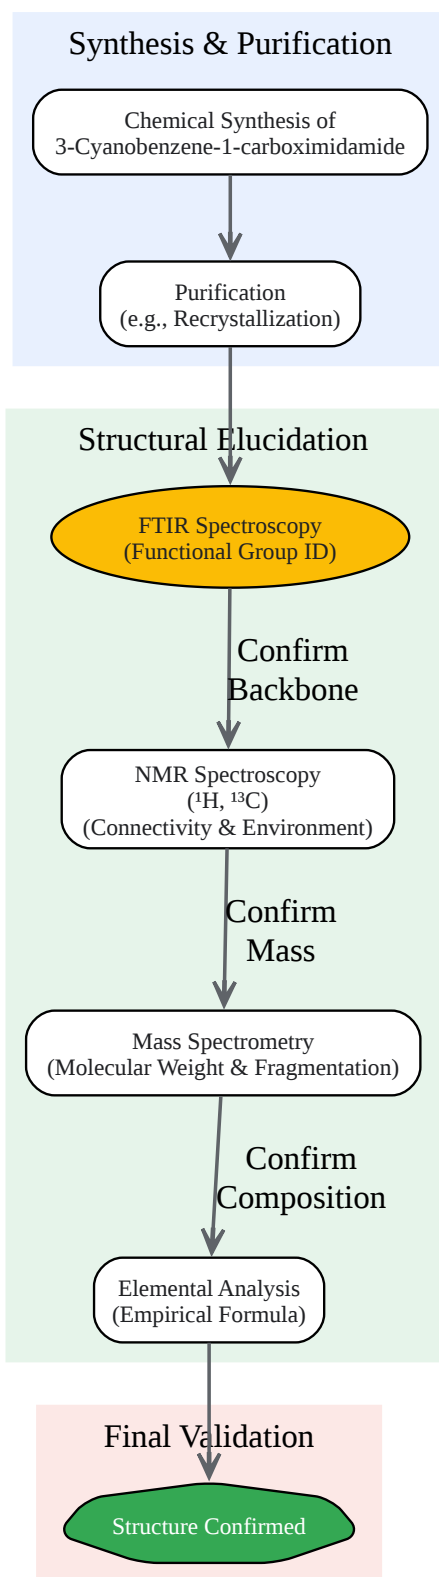 Synthesis & Purification
Chemical Synthesis of
3-Cyanobenzene-1-carboximidamide
Purification
(e.g., Recrystallization)
Structural Elucidation
FTIR Spectroscopy
(Functional Group ID)
Confirm
Backbone
NMR Spectroscopy
(¹H, ¹³C)
(Connectivity & Environment)
Confirm
Mass
Mass Spectrometry
(Molecular Weight & Fragmentation)
Confirm
Composition
Elemental Analysis
(Empirical Formula)
Final Validation
Structure Confirmed